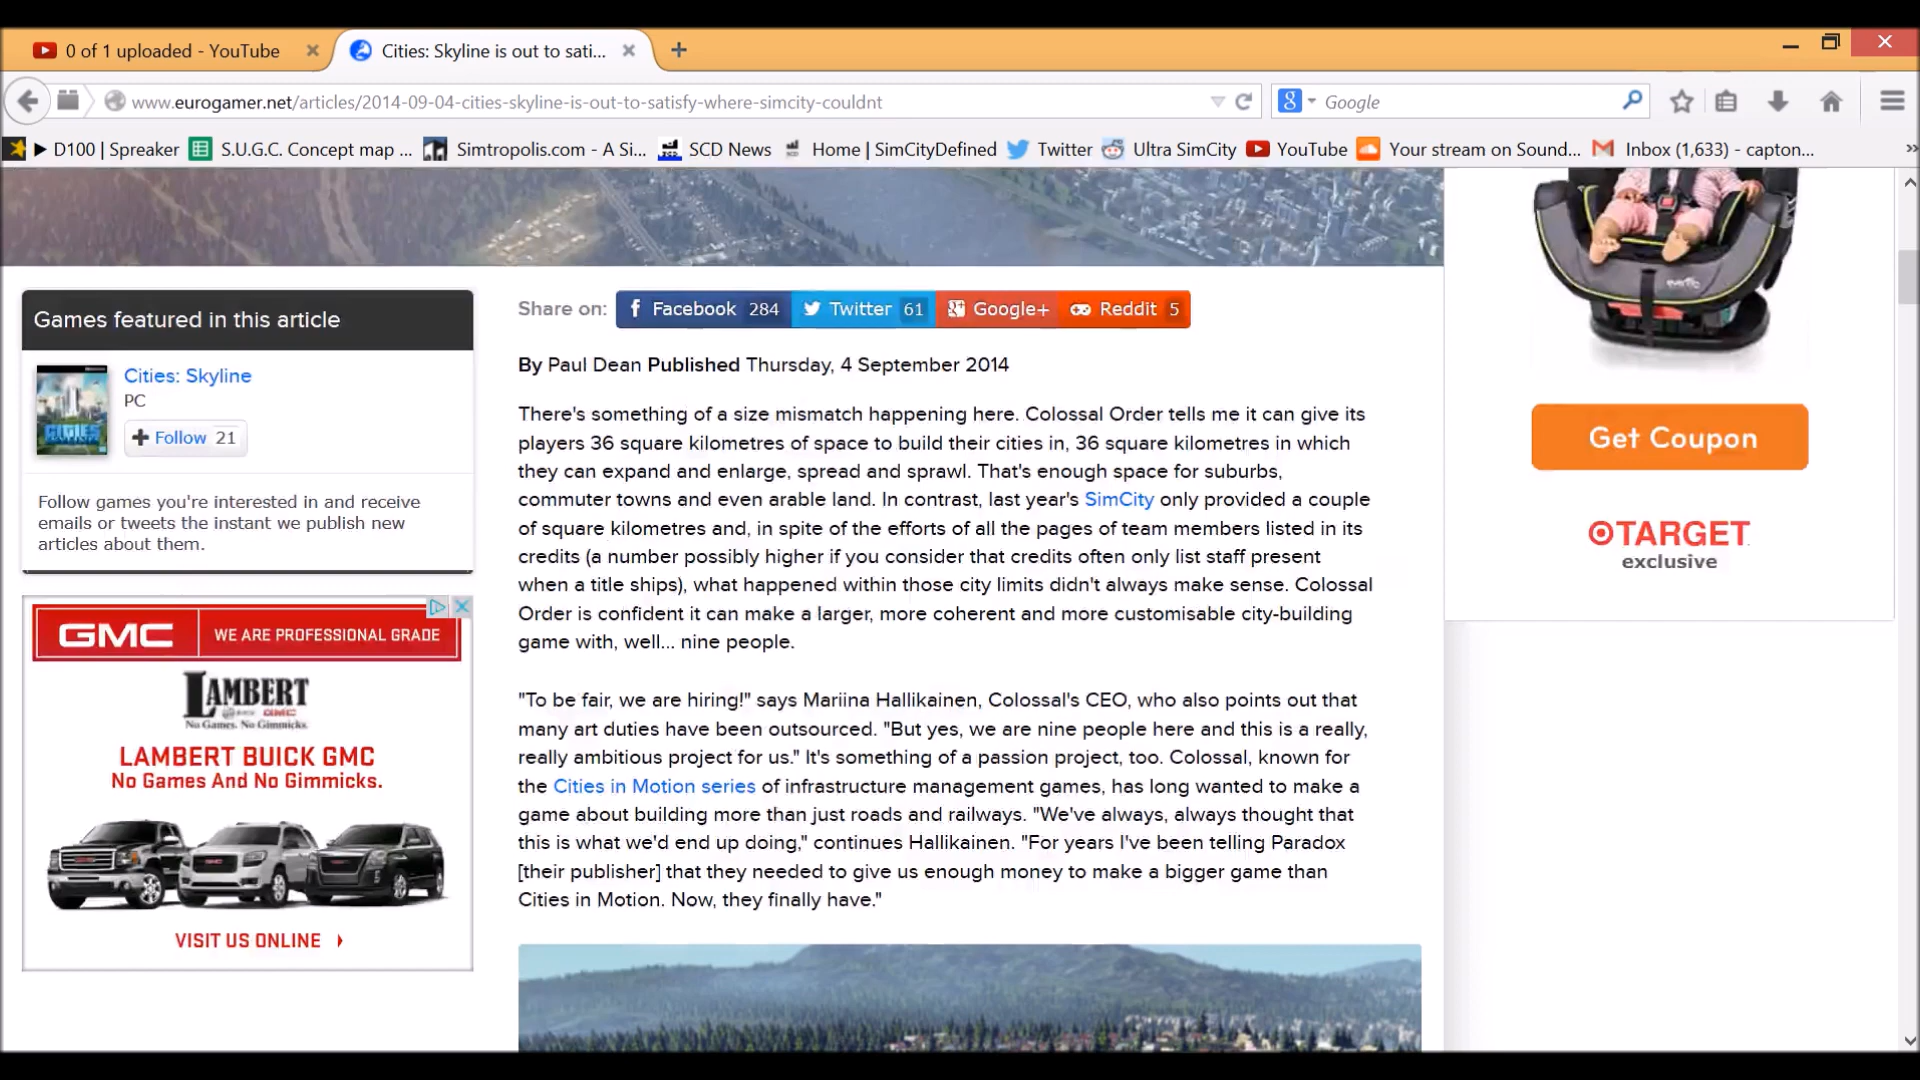 0 of 1 uploaded - YouTube
Cities: Skyline is out to sati...
www.eurogamer.net/articles/2014-09-04-cities-skyline-is-out-to-satisfy-where-simcity-couldnt
Google
D100 | Spreaker
S.U.G.C. Concept map ...
Simtropolis.com - A Si...
SCD News
Home | SimCityDefined
Twitter
Ultra SimCity
YouTube
Your stream on Sound...
Inbox (1,633) - capton...
Games featured in this article
Cities: Skyline
PC
CITIES
Follow 21
Follow games you're interested in and receive
emails or tweets the instant we publish new
articles about them.
GMC
WE ARE PROFESSIONAL GRADE
LAMBERT
No Games. No Gimmicks.
LAMBERT BUICK GMC
No Games And No Gimmicks.
VISIT US ONLINE
Share on:
Facebook 284
Twitter 61
Google+
Reddit 5
By Paul Dean Published Thursday, 4 September 2014
There's something of a size mismatch happening here. Colossal Order tells me it can give its
players 36 square kilometres of space to build their cities in, 36 square kilometres in which
they can expand and enlarge, spread and sprawl. That's enough space for suburbs,
commuter towns and even arable land. In contrast, last year's SimCity only provided a couple
of square kilometres and, in spite of the efforts of all the pages of team members listed in its
credits (a number possibly higher if you consider that credits often only list staff present
when a title ships), what happened within those city limits didn't always make sense. Colossal
Order is confident it can make a larger, more coherent and more customisable city-building
game with, well... nine people.
"To be fair, we are hiring!" says Mariina Hallikainen, Colossal's CEO, who also points out that
many art duties have been outsourced. "But yes, we are nine people here and this is a really,
really ambitious project for us." It's something of a passion project, too. Colossal, known for
the Cities in Motion series of infrastructure management games, has long wanted to make a
game about building more than just roads and railways. "We've always, always thought that
this is what we'd end up doing," continues Hallikainen. "For years I've been telling Paradox
[their publisher] that they needed to give us enough money to make a bigger game than
Cities in Motion. Now, they finally have."
evenflo
Get Coupon
TARGET
exclusive